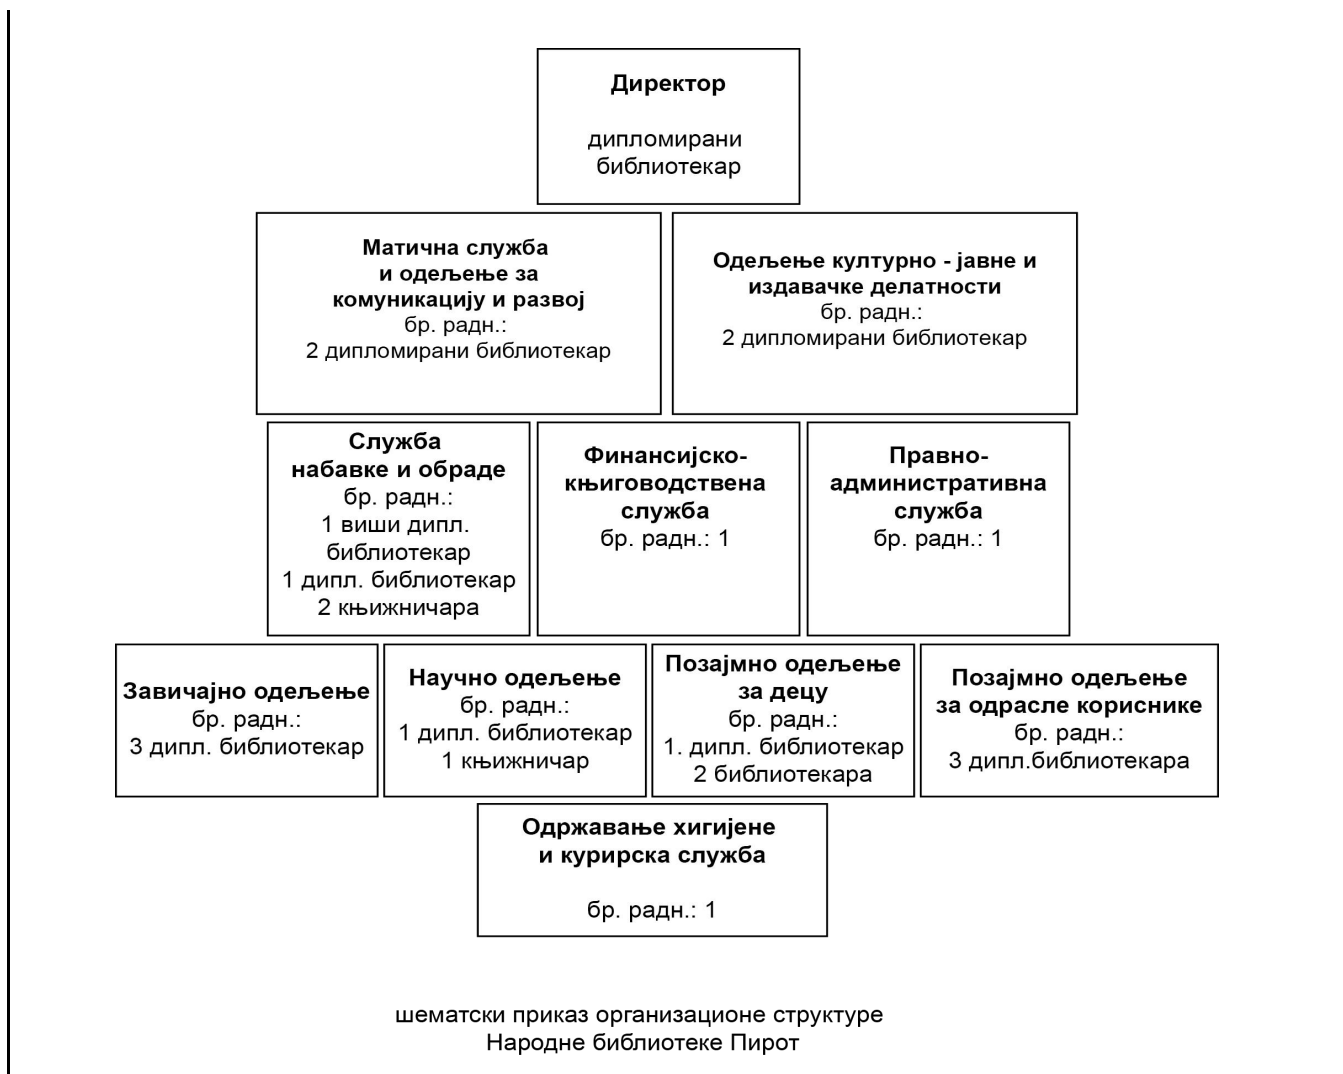 Директор
дипломирани
библиотекар
Матична служба
и одељење за
комуникацију и развој
бр. радн.:
2 дипломирани библиотекар
Одељење културно - јавне и
издавачке делатности
бр. радн.:
2 дипломирани библиотекар
Служба
набавке и обраде
бр. радн.:
1 виши дипл.
библиотекар
1 дипл. библиотекар
2 књижничара
Финансијско-
књиговодствена
служба
бр. радн.: 1
Правно-
административна
служба
бр. радн.: 1
Завичајно одељење
бр. радн.:
3 дипл. библиотекар
Научно одељење
бр. радн.:
1 дипл. библиотекар
1 књижничар
Позајмно одељење
за децу
бр. радн.:
1. дипл. библиотекар
2 библиотекара
Позајмно одељење
за одрасле кориснике
бр. радн.:
3 дипл.библиотекара
Одржавање хигијене
и курирска служба
бр. радн.: 1
шематски приказ организационе структуре
Народне библиотеке Пирот